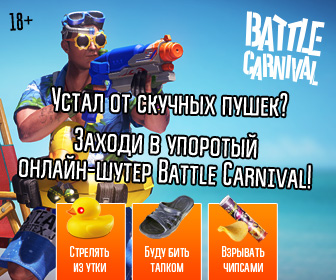 18+
BATTLE
CARNIVAL
Устал от скучных пушек?
Заходи в упоротый
онлайн-шутер Battle Carnival!
Стрелять
из утки
Буду бить
тапком
Взрывать
чипсами